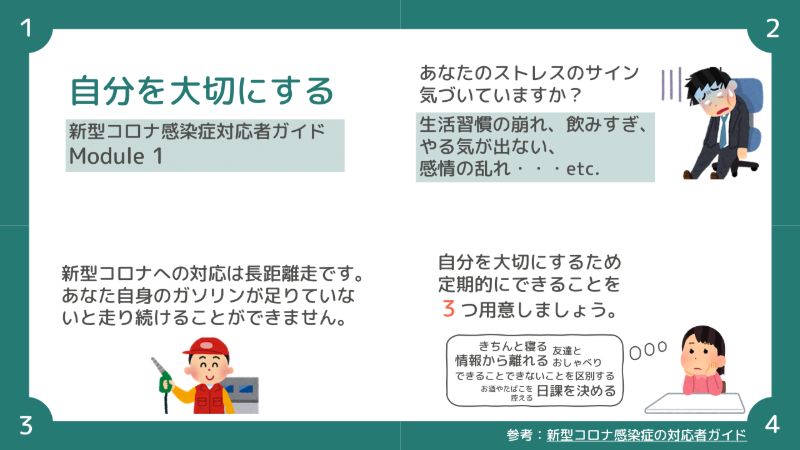 1
自分を大切にする
新型コロナ感染症対応者ガイド
Module 1
2
あなたのストレスのサイン
気づいていますか？
生活習慣の崩れ、飲みすぎ、
やる気が出ない、
感情の乱れ・・・etc.
3
新型コロナへの対応は長距離走です。
あなた自身のガソリンが足りていな
いと走り続けることができません。
4
自分を大切にするため
定期的にできることを
３つ用意しましょう。
きちんと寝る
情報から離れる
友達と
おしゃべり
できることできないことを区別する
お酒やたばこを
控える
日課を決める
参考：新型コロナ感染症の対応者ガイド